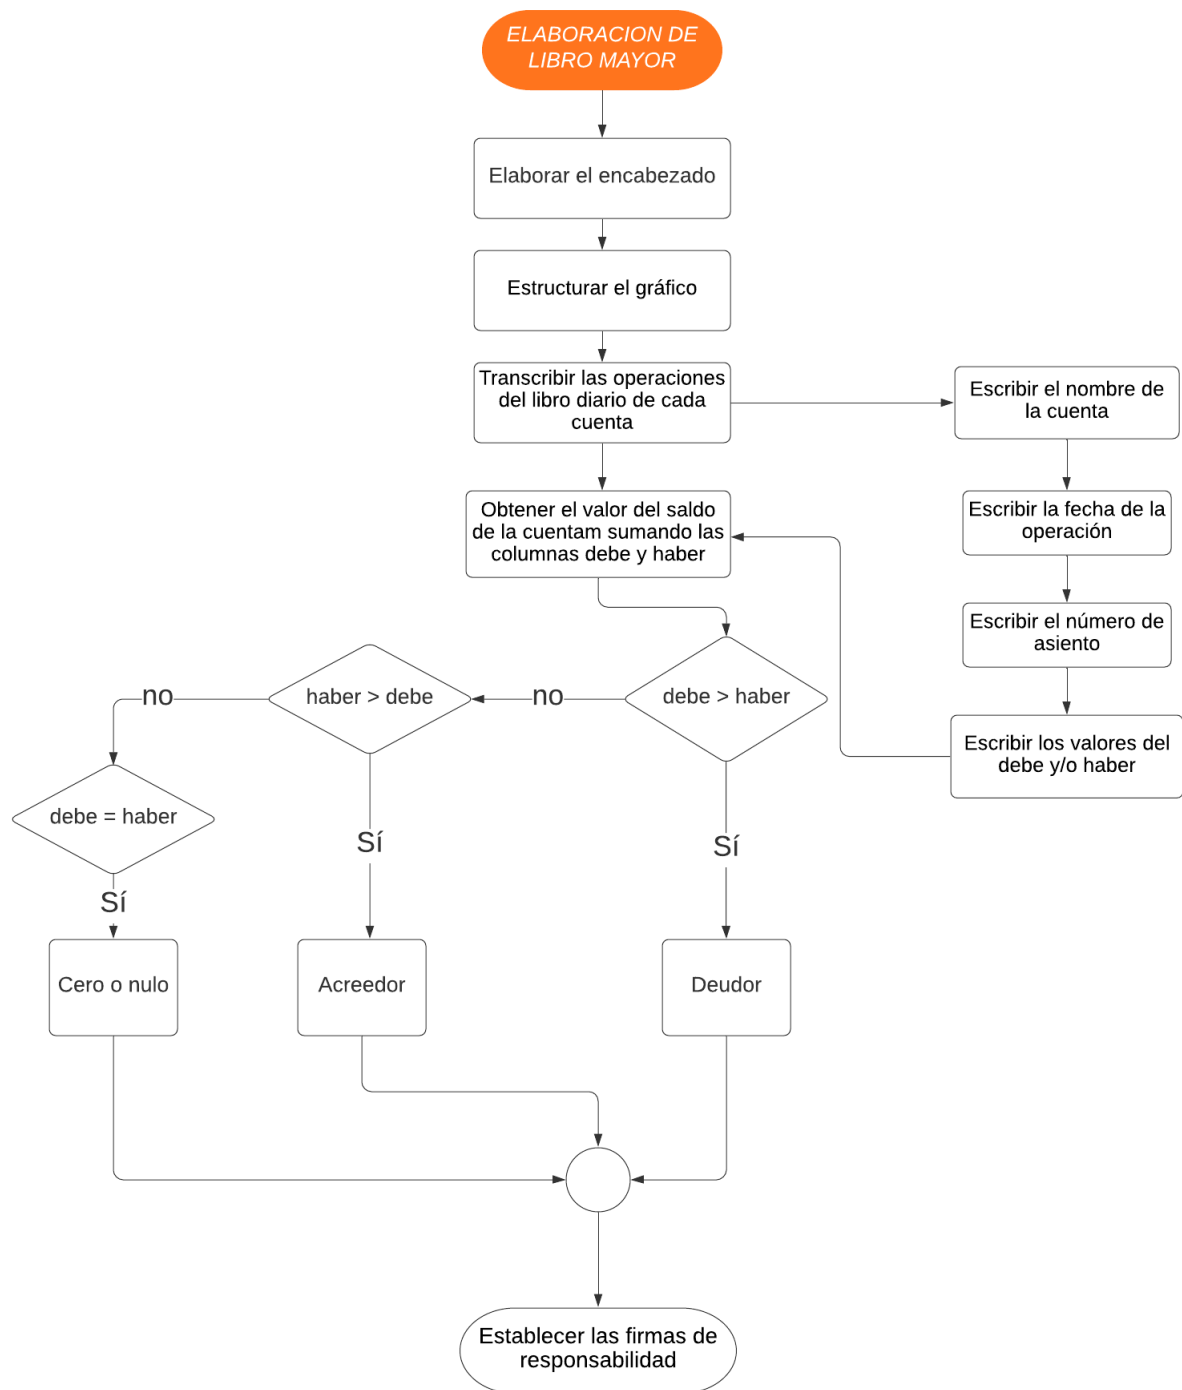 ELABORACION DE
LIBRO MAYOR
Elaborar el encabezado
Estructurar el gráfico
Transcribir las operaciones
del libro diario de cada
cuenta
Escribir el nombre de
la cuenta
Obtener el valor del saldo
de la cuentam sumando las
columnas debe y haber
Escribir la fecha de la
operación
Escribir el número de
asiento
Escribir los valores del
debe y/o haber
debe > haber
no
haber > debe
no
debe = haber
Sí
Sí
Sí
Cero o nulo
Acreedor
Deudor
Establecer las firmas de
responsabilidad